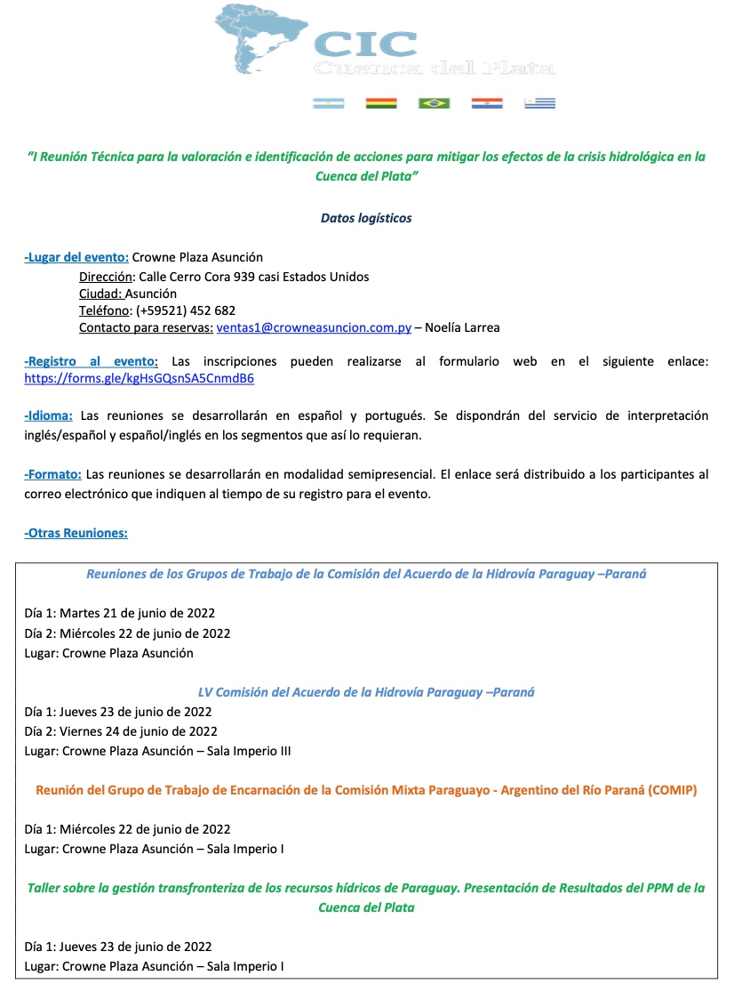 CIC
Cuenca del Plata
“I Reunión Técnica para la valoración e identificación de acciones para mitigar los efectos de la crisis hidrológica en la
Cuenca del Plata”
Datos logísticos
-Lugar del evento: Crowne Plaza Asunción
Dirección: Calle Cerro Cora 939 casi Estados Unidos
Ciudad: Asunción
Teléfono: (+59521) 452 682
Contacto para reservas: ventas1@crowneasuncion.com.py – Noelía Larrea
-Registro al evento: Las inscripciones pueden realizarse al formulario web en el siguiente enlace:
https://forms.gle/kgHsGQsnSA5CnmdB6
-Idioma: Las reuniones se desarrollarán en español y portugués. Se dispondrán del servicio de interpretación
inglés/español y español/inglés en los segmentos que así lo requieran.
-Formato: Las reuniones se desarrollarán en modalidad semipresencial. El enlace será distribuido a los participantes al
correo electrónico que indiquen al tiempo de su registro para el evento.
-Otras Reuniones:
Reuniones de los Grupos de Trabajo de la Comisión del Acuerdo de la Hidrovía Paraguay –Paraná
Día 1: Martes 21 de junio de 2022
Día 2: Miércoles 22 de junio de 2022
Lugar: Crowne Plaza Asunción
LV Comisión del Acuerdo de la Hidrovía Paraguay –Paraná
Día 1: Jueves 23 de junio de 2022
Día 2: Viernes 24 de junio de 2022
Lugar: Crowne Plaza Asunción – Sala Imperio III
Reunión del Grupo de Trabajo de Encarnación de la Comisión Mixta Paraguayo - Argentino del Río Paraná (COMIP)
Día 1: Miércoles 22 de junio de 2022
Lugar: Crowne Plaza Asunción – Sala Imperio I
Taller sobre la gestión transfronteriza de los recursos hídricos de Paraguay. Presentación de Resultados del PPM de la
Cuenca del Plata
Día 1: Jueves 23 de junio de 2022
Lugar: Crowne Plaza Asunción – Sala Imperio I